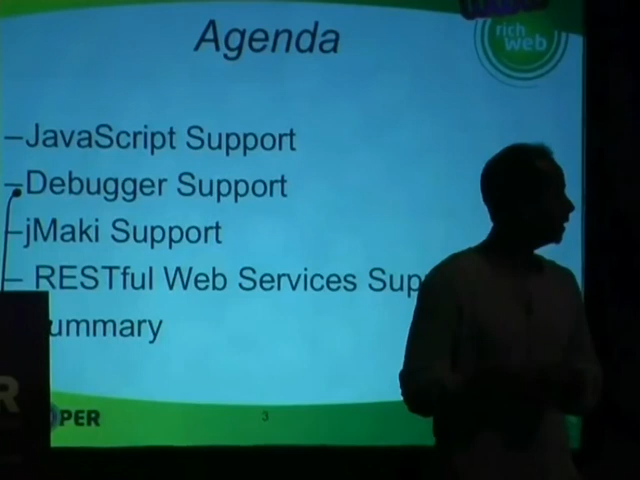 Agenda
rich
web
–JavaScript Support
–Debugger Support
–jMaki Support
– RESTful Web Services Sup
ummary
R
PER
3